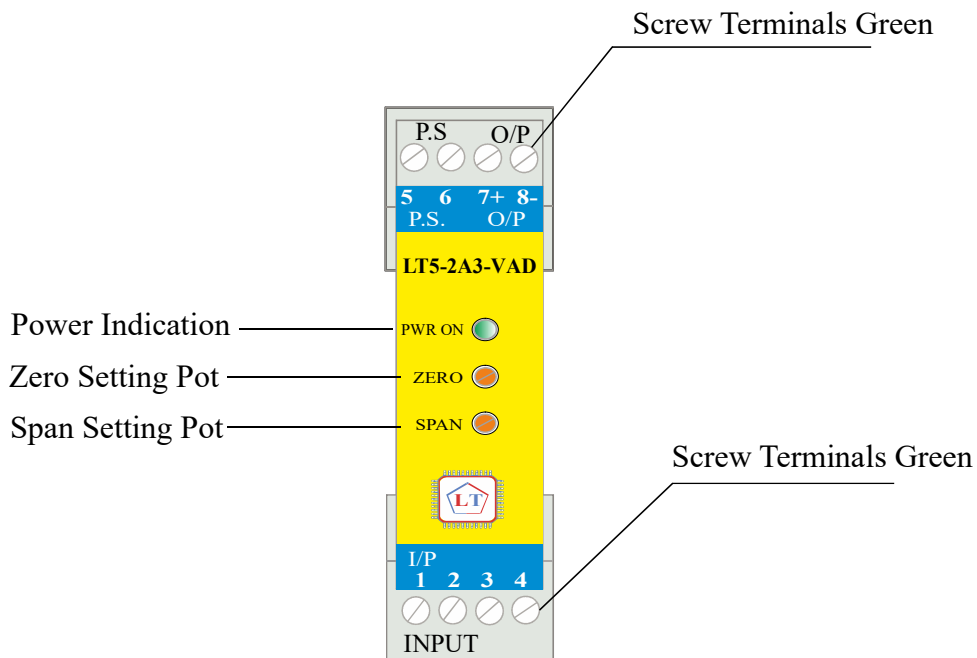 Screw Terminals Green
P.S O/P
5 6 7+ 8-
P.S. O/P
LT5-2A3-VAD
Power Indication PWR ON
Zero Setting Pot ZERO
Span Setting Pot SPAN
Screw Terminals Green
LT
I/P
1 2 3 4
INPUT